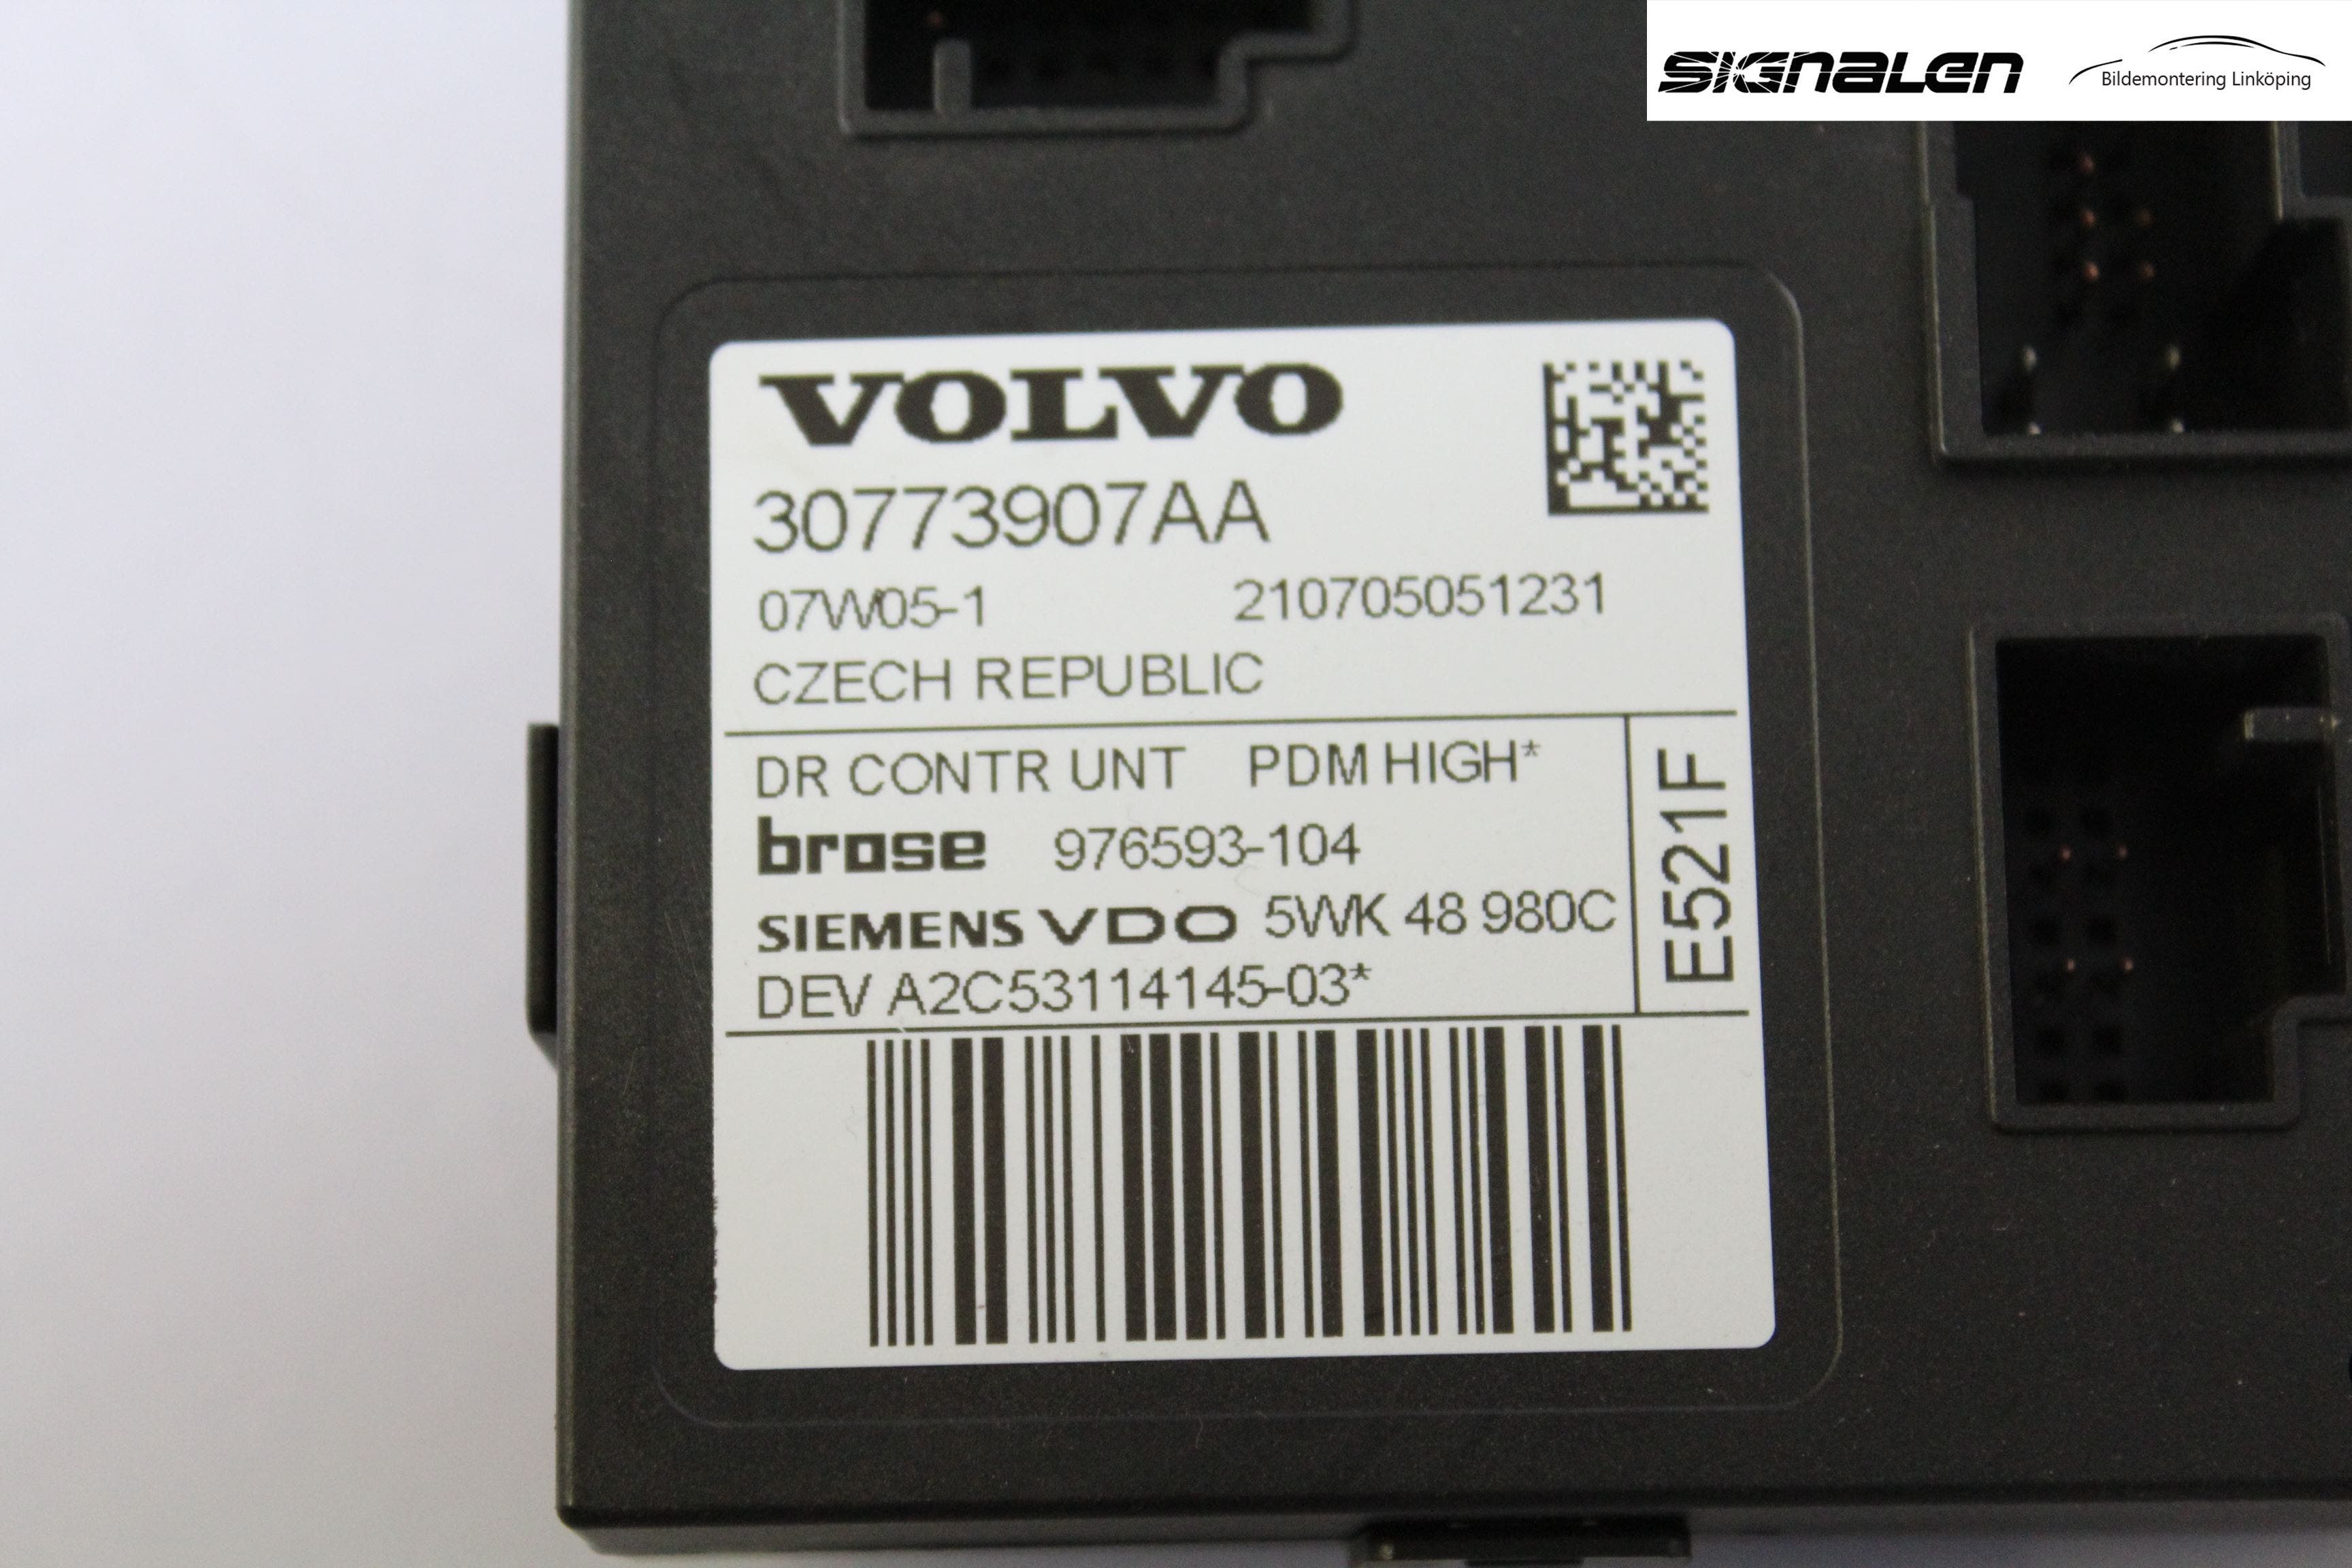 SIGNALEN
Bildemontering Linköping
VOLVO
30773907AA
07W05-1 210705051231
CZECH REPUBLIC
DR CONTR UNT PDM HIGH*
brose 976593-104
SIEMENS VDO 5WK 48 980C
DEV A2C53114145-03*
E521F